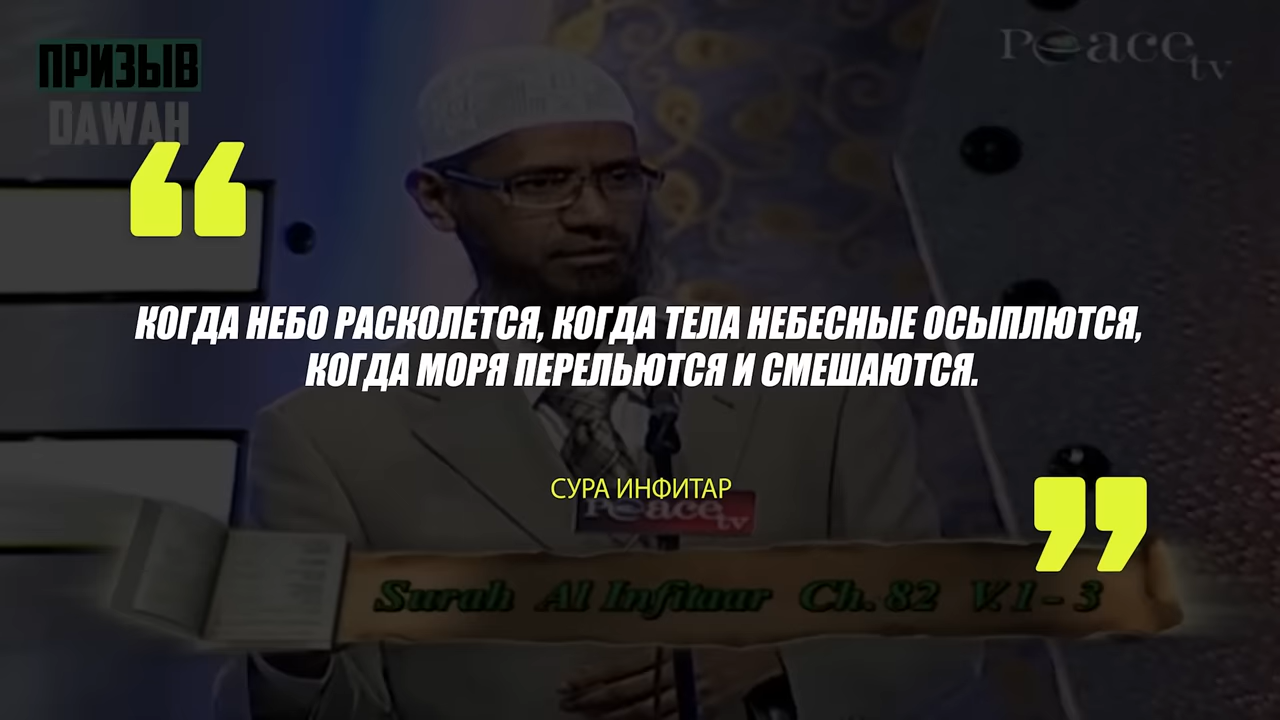 ПРИЗЫВ
DAWAH
Peace tv
КОГДА НЕБО РАСКОЛЕТСЯ, КОГДА ТЕЛА НЕБЕСНЫЕ ОСЫПЛЮТСЯ,
КОГДА МОРЯ ПЕРЕЛЬЮТСЯ И СМЕШАЮТСЯ.
СУРА ИНФИТАР
Peace tv
Surah Al Infitaar Ch. 82 V. 1 - 3